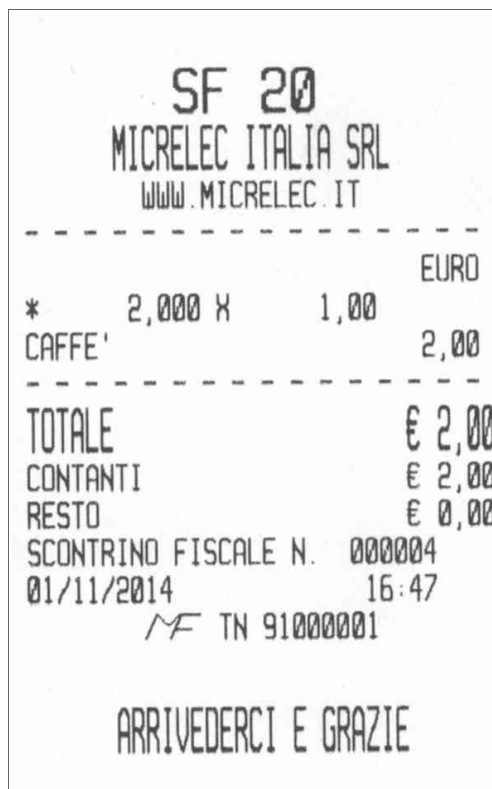 SF 20
MICRELEC ITALIA SRL
WWW.MICRELEC.IT
EURO
* 2,000 X 1,00
CAFFE' 2,00
TOTALE € 2,00
CONTANTI € 2,00
RESTO € 0,00
SCONTRINO FISCALE N. 000004
01/11/2014 16:47
MF TN 91000001
ARRIVEDERCI E GRAZIE